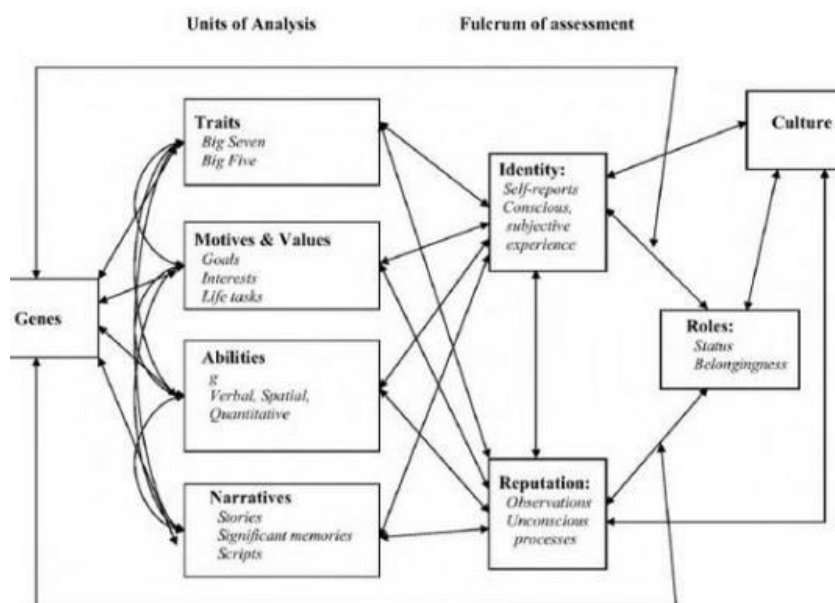 Units of Analysis
Fulcrum of assessment
Traits
Big Seven
Big Five
Motives & Values
Goals
Interests
Life tasks
Genes
Abilities
g
Verbal, Spatial,
Quantitative
Narratives
Stories
Significant memories
Scripts
Identity:
Self-reports
Conscious,
subjective
experience
Reputation:
Observations
Unconscious
processes
Culture
Roles:
Status
Belongingness